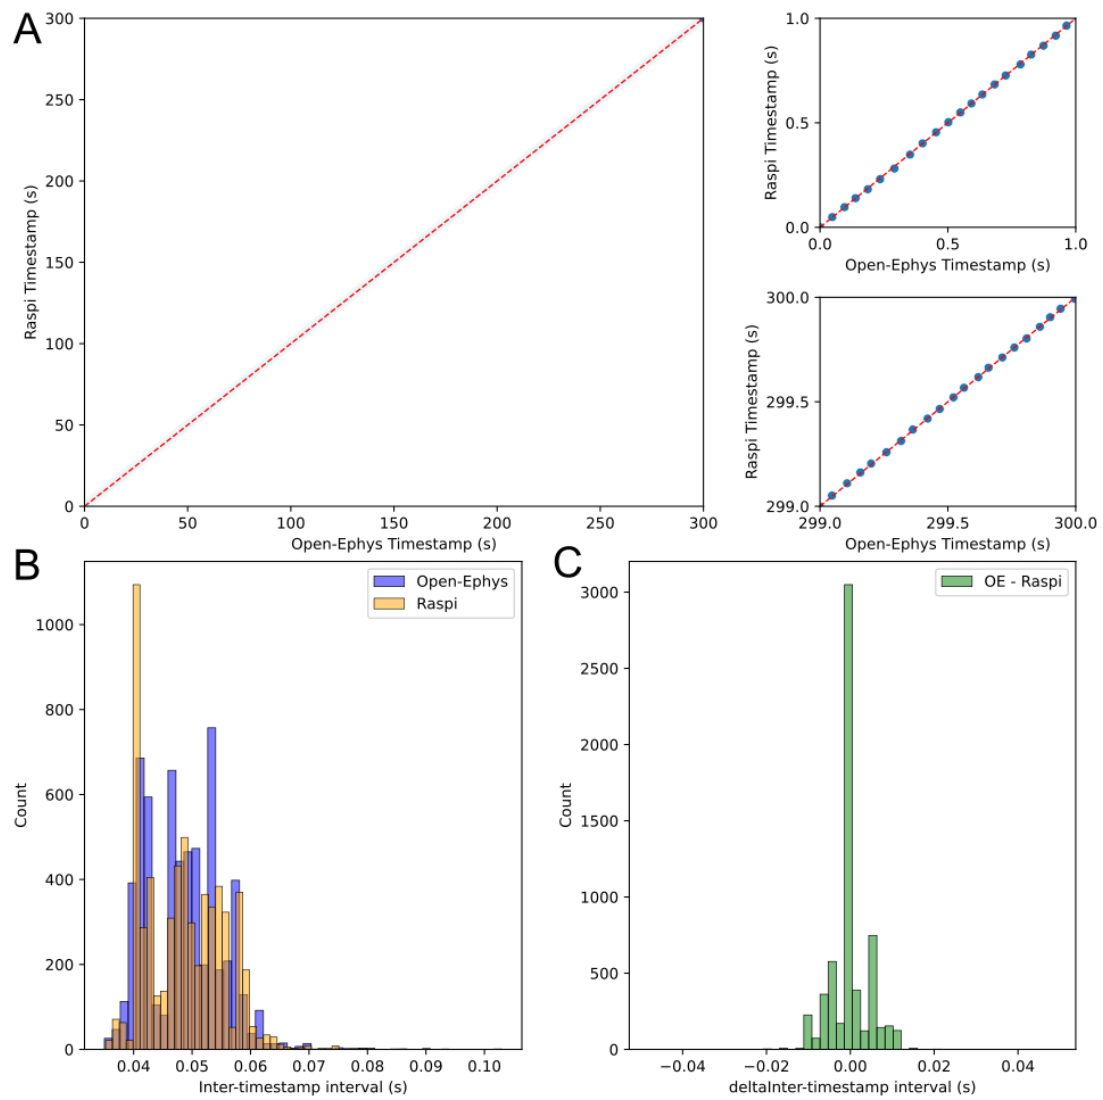 A
300
250
200
150
100
50
0
Raspi Timestamp (s)
0 50 100 150 200 250 300
Open-Ephys Timestamp (s)
1.0
0.5
0.0
Raspi Timestamp (s)
0.0 0.5 1.0
Open-Ephys Timestamp (s)
300.0
299.5
299.0
Raspi Timestamp (s)
299.0 299.5 300.0
Open-Ephys Timestamp (s)
B
Open-Ephys
Raspi
1000
800
600
400
200
0
Count
0.04 0.05 0.06 0.07 0.08 0.09 0.10
Inter-timestamp interval (s)
C
OE - Raspi
3000
2500
2000
1500
1000
500
0
Count
−0.04 −0.02 0.00 0.02 0.04
deltaInter-timestamp interval (s)